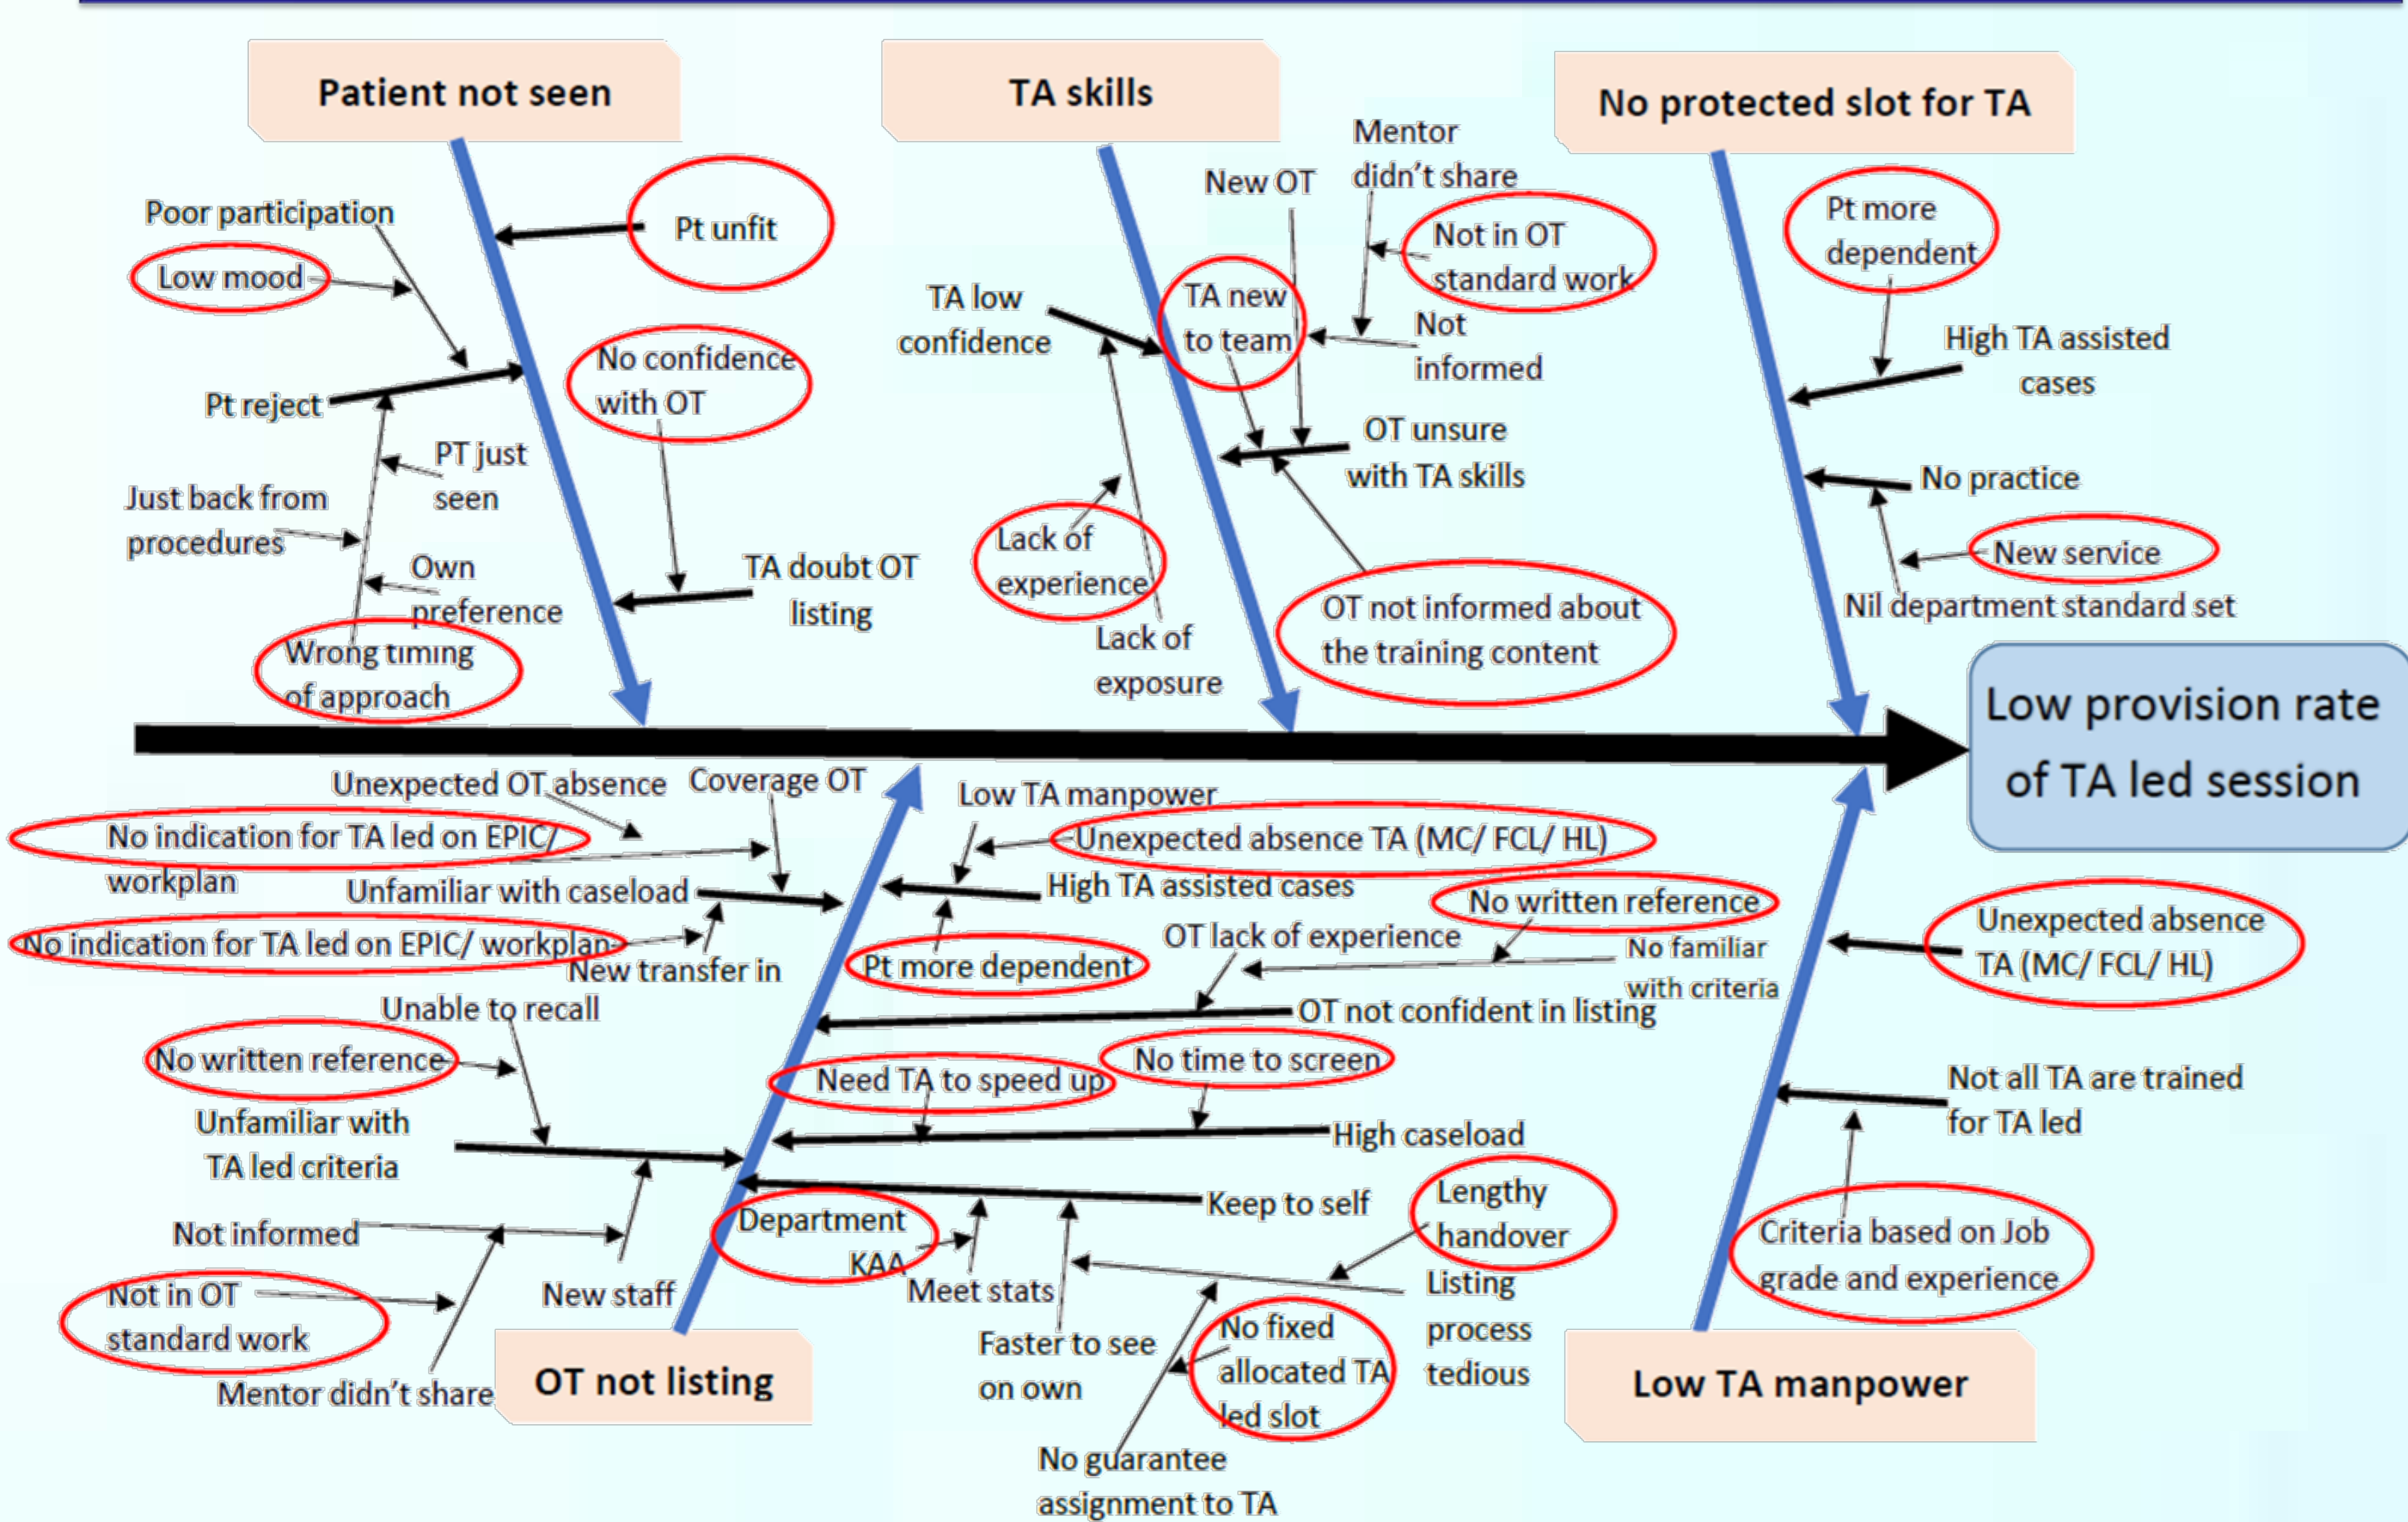 Patient not seen
TA skills
No protected slot for TA
Poor participation
Low mood
Pt reject
Pt unfit
No confidence
with OT
PT just
seen
Just back from
procedures
Own
preference
Wrong timing
of approach
TA doubt OT
listing
TA low
confidence
New OT
Mentor
didn't share
Not in OT
standard work
TA new
to team
Not
informed
OT unsure
with TA skills
Lack of
experience
Lack of
exposure
OT not informed about
the training content
Pt more
dependent
High TA assisted
cases
No practice
New service
Nil department standard set
Low provision rate
of TA led session
Unexpected OT absence
Coverage OT
No indication for TA led on EPIC/
workplan
Unfamiliar with caseload
No indication for TA led on EPIC/ workplan
New transfer in
Low TA manpower
Unexpected absence TA (MC/ FCL/ HL)
High TA assisted cases
Pt more dependent
No written reference
OT lack of experience
No familiar
with criteria
OT not confident in listing
Unable to recall
No written reference
Unfamiliar with
TA led criteria
Need TA to speed up
No time to screen
High caseload
Not informed
Not in OT
standard work
Mentor didn't share
New staff
Department
KAA
Meet stats
Keep to self
Lengthy
handover
Listing
process
tedious
Faster to see
on own
No fixed
allocated TA
led slot
No guarantee
assignment to TA
OT not listing
Unexpected absence
TA (MC/ FCL/ HL)
Not all TA are trained
for TA led
Criteria based on Job
grade and experience
Low TA manpower